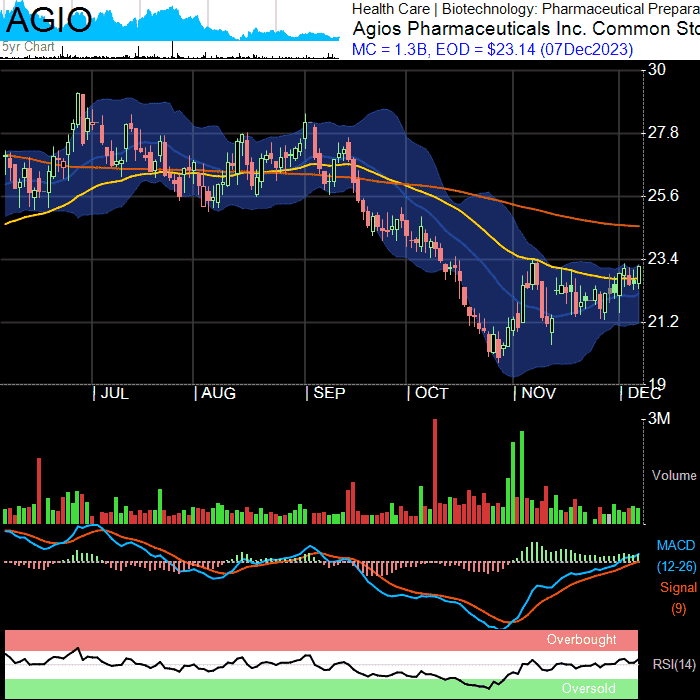 AGIO
5yr Chart
Health Care | Biotechnology: Pharmaceutical Prepara
Agios Pharmaceuticals Inc. Common Sto
MC = 1.3B, EOD = $23.14 (07Dec2023)
30
27.8
25.6
23.4
21.2
19
| JUL | AUG | SEP | OCT | NOV | DEC
3M
Volume
MACD
(12-26)
Signal
(9)
Overbought
RSI(14)
Oversold